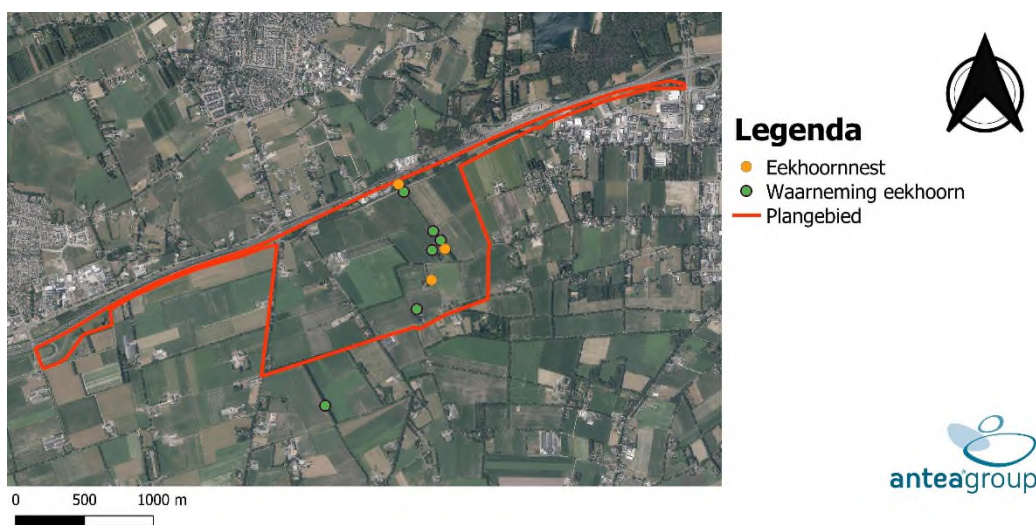 Legenda
Eekhoornnest
Waarneming eekhoorn
Plangebied
0 500 1000 m
anteagroup